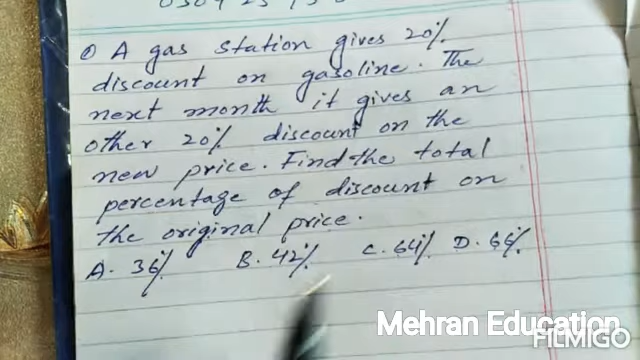 ① A gas station gives 20%
discount on gasoline. The
next month it gives an
other 20% discount on the
new price. Find the total
percentage of discount on
the original price.
A. 36% B. 42% C. 64% D. 66%
Mehran Education
FILMIGO